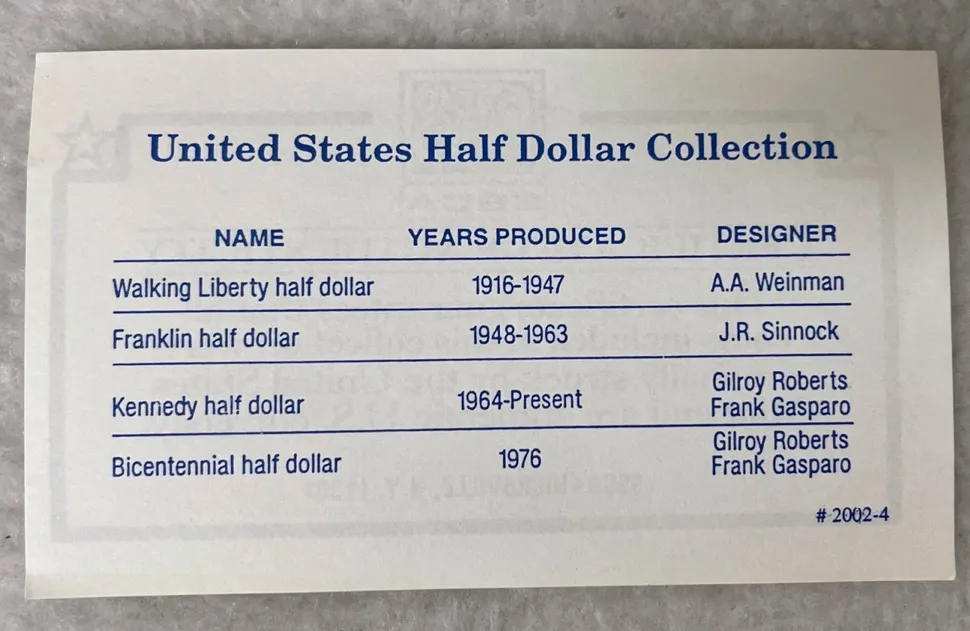 United States Half Dollar Collection
NAME YEARS PRODUCED DESIGNER
Walking Liberty half dollar 1916-1947 A.A. Weinman
Franklin half dollar 1948-1963 J.R. Sinnock
Kennedy half dollar 1964-Present Gilroy Roberts
Frank Gasparo
Bicentennial half dollar 1976 Gilroy Roberts
Frank Gasparo
# 2002-4